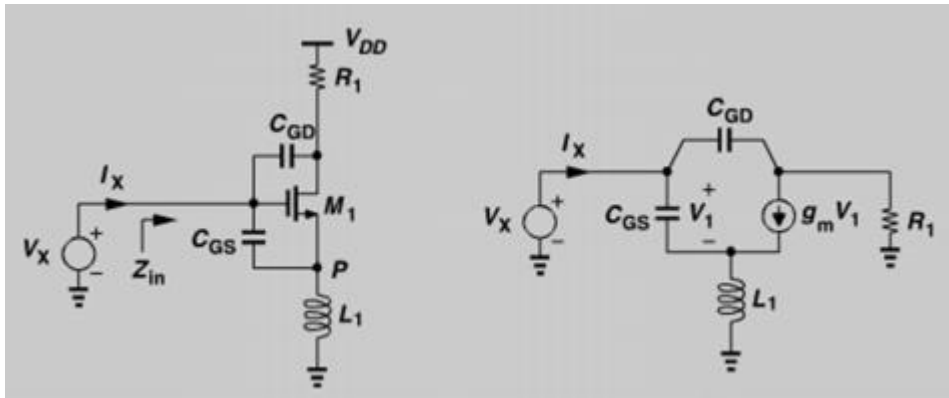 V_DD
R_1
C_GD
I_X
M_1
V_X
+
−
Z_in
C_GS
P
L_1
C_GD
I_X
V_X
+
−
C_GS
+
V_1
−
g_m V_1
R_1
L_1